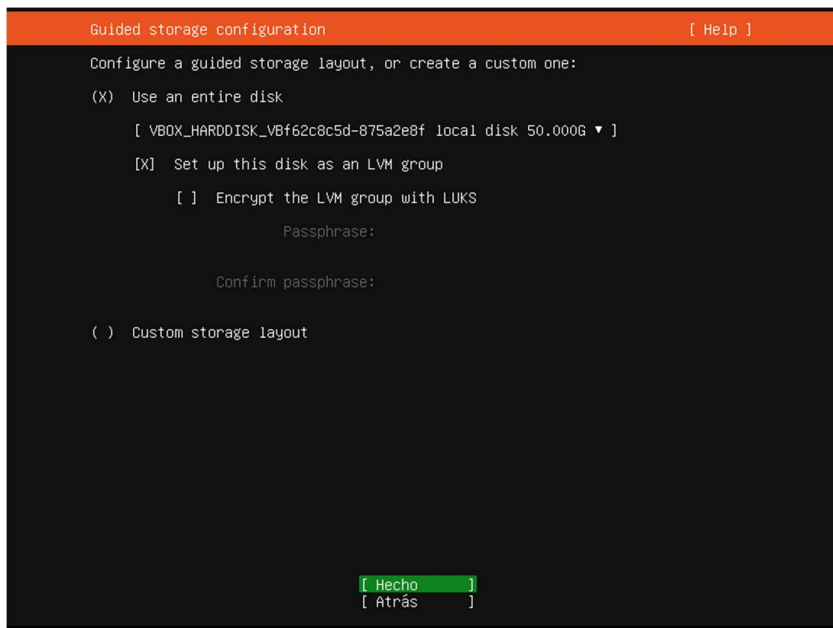 Guided storage configuration [ Help ]
Configure a guided storage layout, or create a custom one:
(X) Use an entire disk
[ VBOX_HARDDISK_VBf62c8c5d-875a2e8f local disk 50.000G ▾ ]
[X] Set up this disk as an LVM group
[ ] Encrypt the LVM group with LUKS
Passphrase:
Confirm passphrase:
( ) Custom storage layout
[ Hecho ]
[ Atrás ]